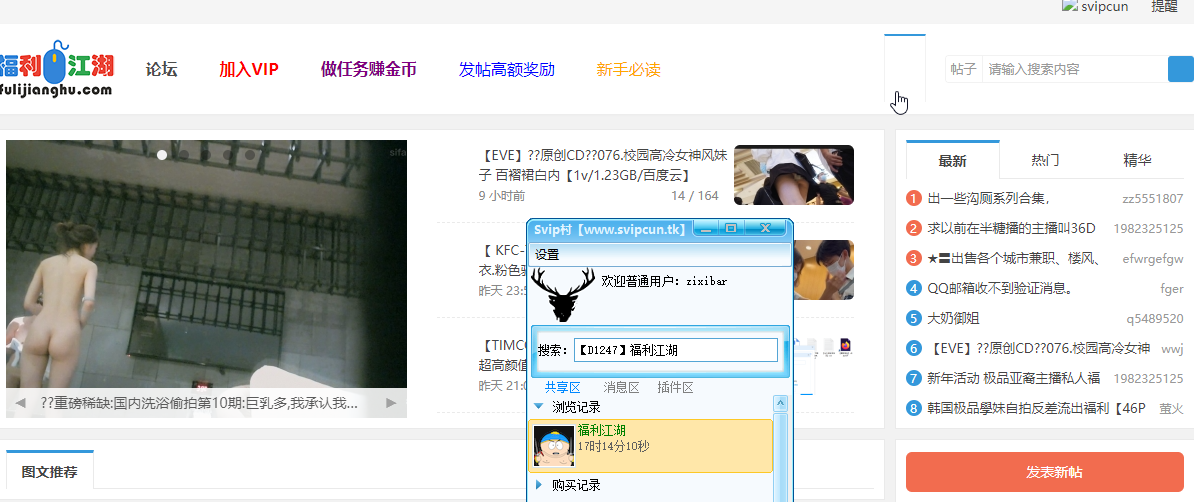 svipcun 提醒
福利江湖
fulijianghu.com
论坛 加入VIP 做任务赚金币 发帖高额奖励 新手必读
帖子 请输入搜索内容
??重磅稀缺:国内洗浴偷拍第10期:巨乳多,我承认我...
【EVE】??原创CD??076.校园高冷女神风妹
子 百褶裙白内【1v/1.23GB/百度云】
9 小时前 14 / 164
【 KFC-
衣.粉色
昨天 23:5
【TIMCO
超高颜值
昨天 21:0
Svip村【www.svipcun.tk】
设置
欢迎普通用户：zixibar
搜索： 【D1247】福利江湖
共享区 消息区 插件区
浏览记录
福利江湖
17时14分10秒
购买记录
最新 热门 精华
1 出一些沟厕系列合集， zz5551807
2 求以前在半糖播的主播叫36D 1982325125
3 ★〓出售各个城市兼职、楼凤、 efwrgefgw
4 QQ邮箱收不到验证消息。 fger
5 大奶御姐 q5489520
6 【EVE】??原创CD??076.校园高冷女神 wwj
7 新年活动 极品亚裔主播私人福 1982325125
8 韩国极品學妹自拍反差流出福利【46P 萤火
图文推荐
发表新帖